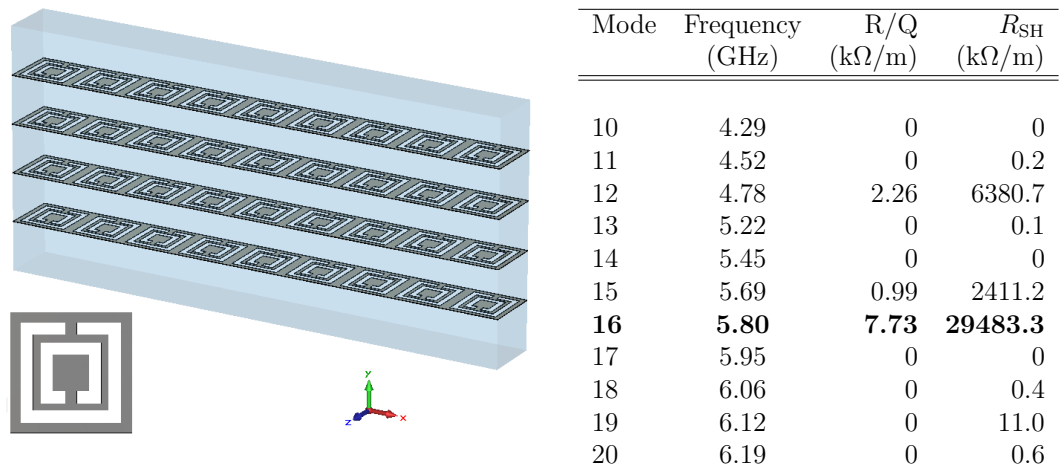 Mode Frequency R/Q R_SH
(GHz) (kΩ/m) (kΩ/m)
10 4.29 0 0
11 4.52 0 0.2
12 4.78 2.26 6380.7
13 5.22 0 0.1
14 5.45 0 0
15 5.69 0.99 2411.2
16 5.80 7.73 29483.3
17 5.95 0 0
18 6.06 0 0.4
19 6.12 0 11.0
20 6.19 0 0.6
y
z x